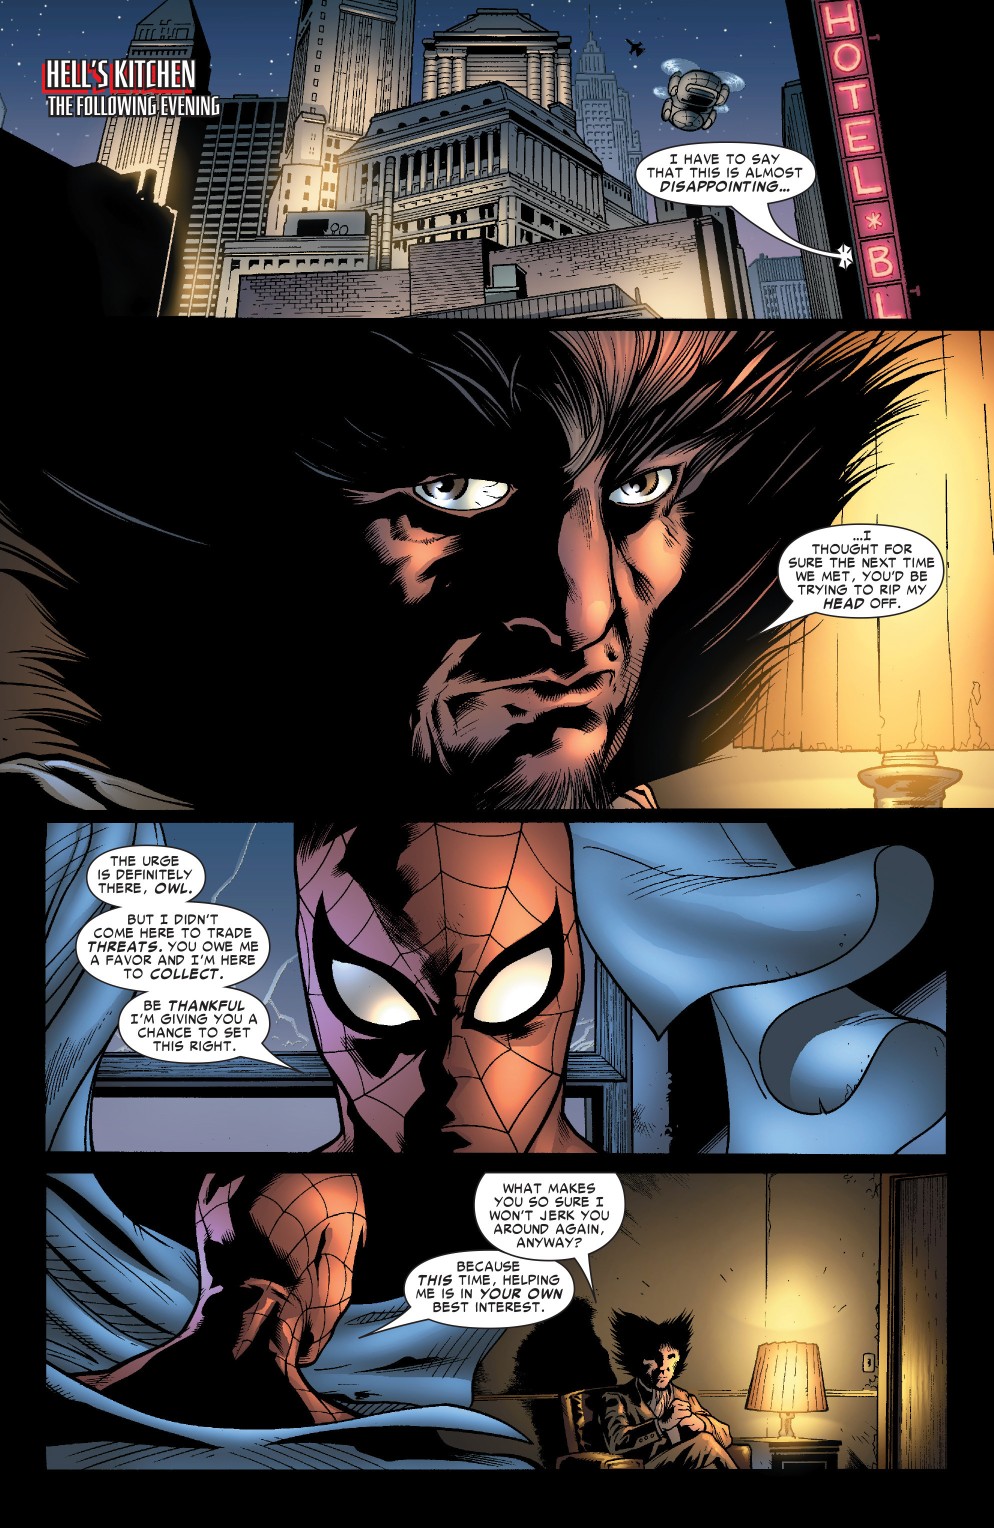 HELL'S KITCHEN
THE FOLLOWING EVENING
HOTEL*BL
I HAVE TO SAY
THAT THIS IS ALMOST
DISAPPOINTING...
...I
THOUGHT FOR
SURE THE NEXT TIME
WE MET, YOU'D BE
TRYING TO RIP MY
HEAD OFF.
THE URGE
IS DEFINITELY
THERE, OWL.
BUT I DIDN'T
COME HERE TO TRADE
THREATS. YOU OWE ME
A FAVOR AND I'M HERE
TO COLLECT.
BE THANKFUL
I'M GIVING YOU A
CHANCE TO SET
THIS RIGHT.
WHAT MAKES
YOU SO SURE I
WON'T JERK YOU
AROUND AGAIN,
ANYWAY?
BECAUSE
THIS TIME, HELPING
ME IS IN YOUR OWN
BEST INTEREST.